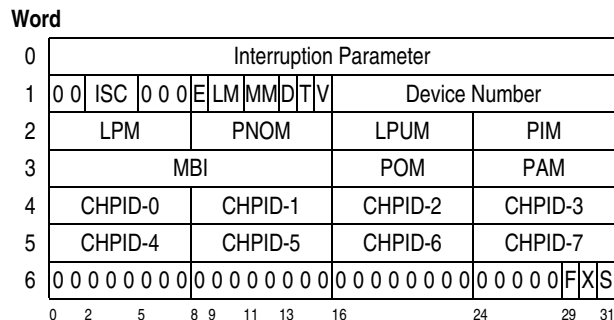 Word
0 Interruption Parameter
1 0 0 ISC 0 0 0 E LM MM D T V Device Number
2 LPM PNOM LPUM PIM
3 MBI POM PAM
4 CHPID-0 CHPID-1 CHPID-2 CHPID-3
5 CHPID-4 CHPID-5 CHPID-6 CHPID-7
6 0 0 0 0 0 0 0 0 0 0 0 0 0 0 0 0 0 0 0 0 0 0 0 0 0 0 0 0 0 F X S
0 2 5 8 9 11 13 16 24 29 31